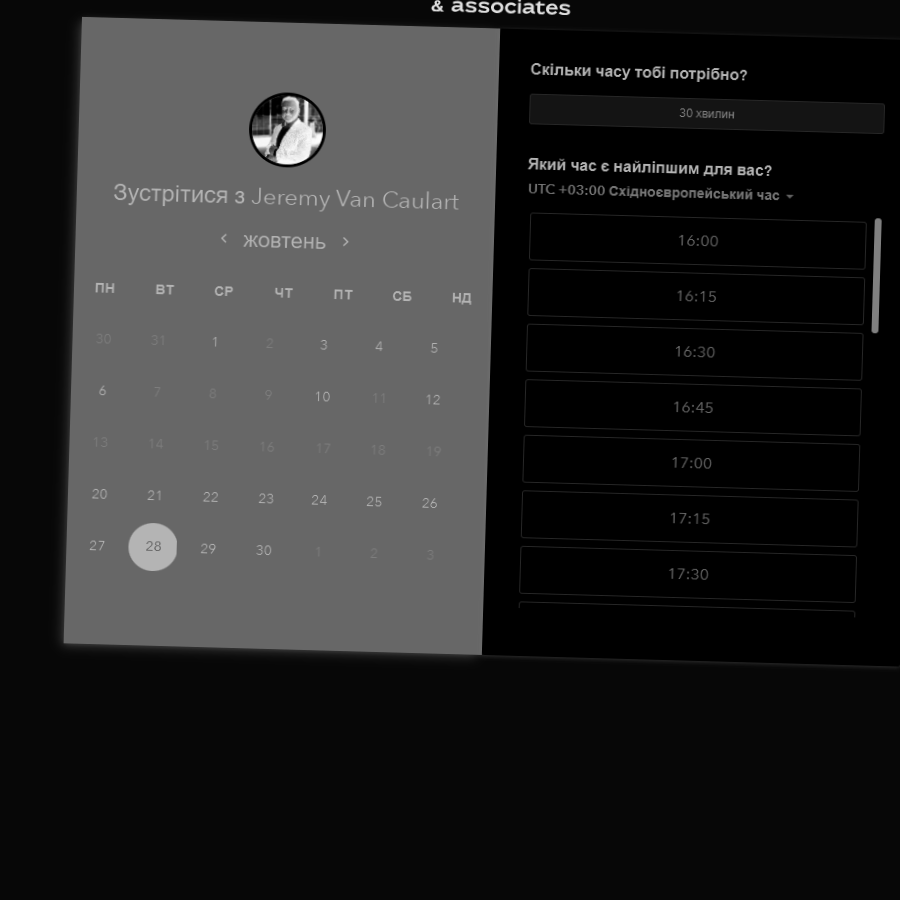 & associates
Зустрітися з Jeremy Van Caulart
жовтень
ПН ВТ СР ЧТ ПТ СБ НД
30 31 1 2 3 4 5
6 7 8 9 10 11 12
13 14 15 16 17 18 19
20 21 22 23 24 25 26
27 28 29 30 1 2 3
Скільки часу тобі потрібно?
30 хвилин
Який час є найліпшим для вас?
UTC +03:00 Східноєвропейський час
16:00
16:15
16:30
16:45
17:00
17:15
17:30